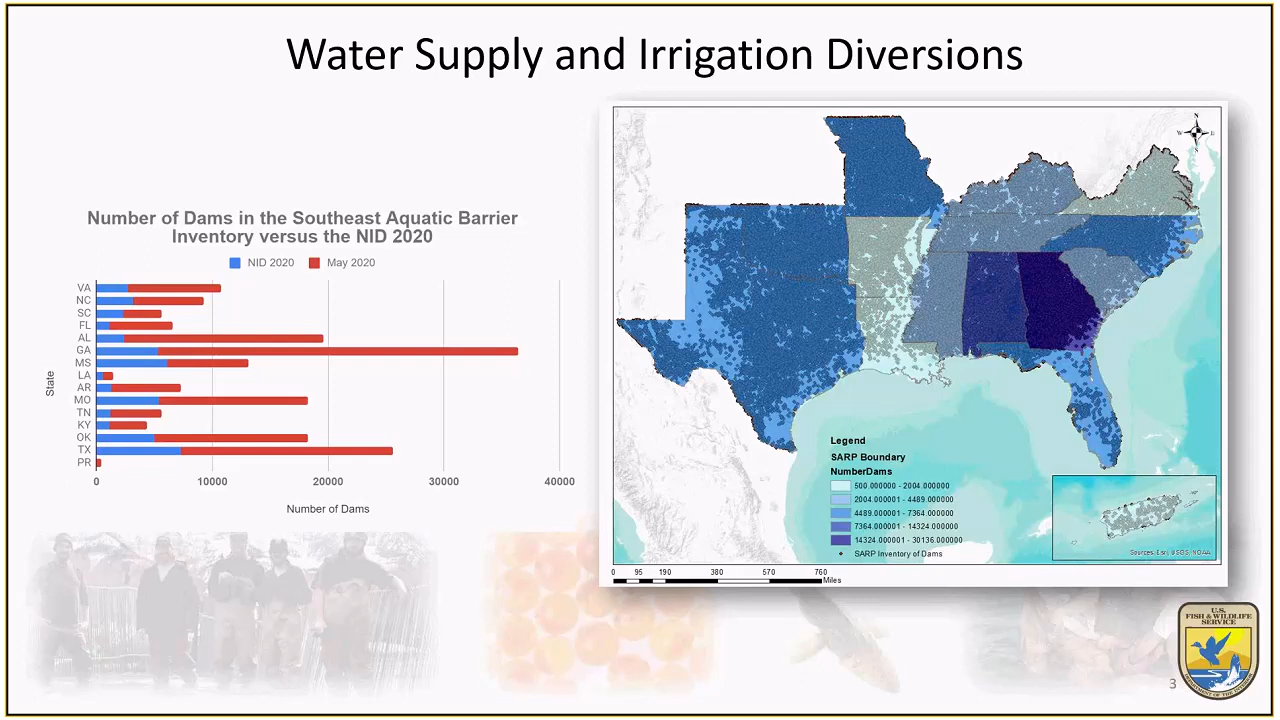 Water Supply and Irrigation Diversions
Number of Dams in the Southeast Aquatic Barrier
Inventory versus the NID 2020
NID 2020
May 2020
State
VA
NC
SC
FL
AL
GA
MS
LA
AR
MO
TN
KY
OK
TX
PR
0
10000
20000
30000
40000
Number of Dams
N
W
E
S
Legend
SARP Boundary
NumberDams
500.000000 - 2004.000000
2004.000001 - 4489.000000
4489.000001 - 7364.000000
7364.000001 - 14324.000000
14324.000001 - 30136.000000
SARP Inventory of Dams
Sources: Esri, USGS, NOAA
0 95 190 380 570 760
Miles
U.S.
FISH & WILDLIFE
SERVICE
DEPARTMENT OF THE INTERIOR
3